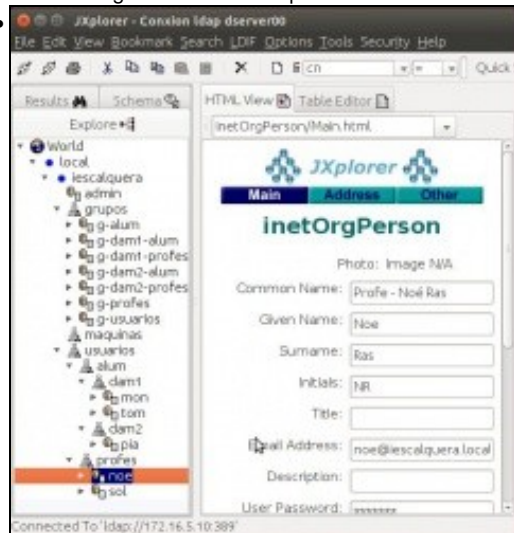 JXplorer - Conxion ldap dserver00
File Edit View Bookmark Search LDIF Options Tools Security Help
cn = Quick
Results Schema
Explore
HTML View Table Editor
inetOrgPerson/Main.html
World
local
iescalquera
admin
grupos
g-alum
g-dam1-alum
g-dam1-profes
g-dam2-alum
g-dam2-profes
g-profes
g-usuarios
maquinas
usuarios
alum
dam1
mon
tom
dam2
pia
profes
noe
sol
JXplorer
Main Address Other
inetOrgPerson
Photo: Image N/A
Common Name: Profe - Noé Ras
Given Name: Noe
Surname: Ras
Initials: NR
Title:
Email Address: noe@iescalquera.local
Description:
User Password: *******
Connected To 'ldap://172.16.5.10:389'